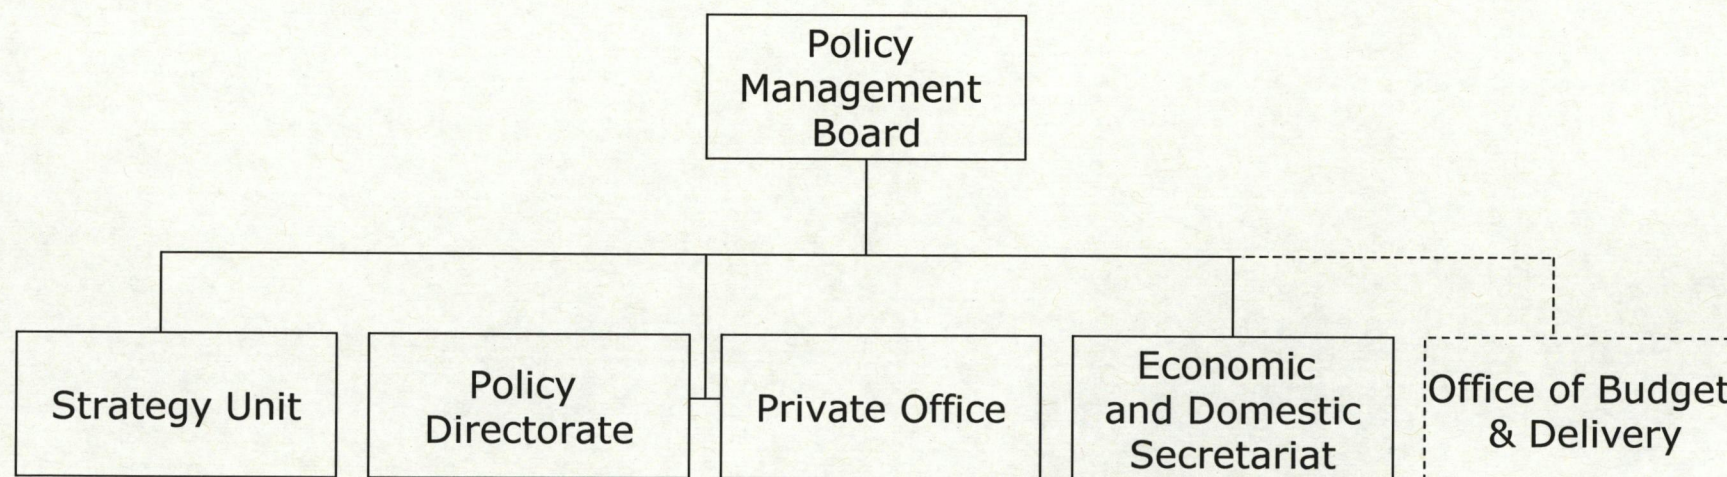 Policy
Management
Board
Strategy Unit
Policy
Directorate
Private Office
Economic
and Domestic
Secretariat
Office of Budget
& Delivery